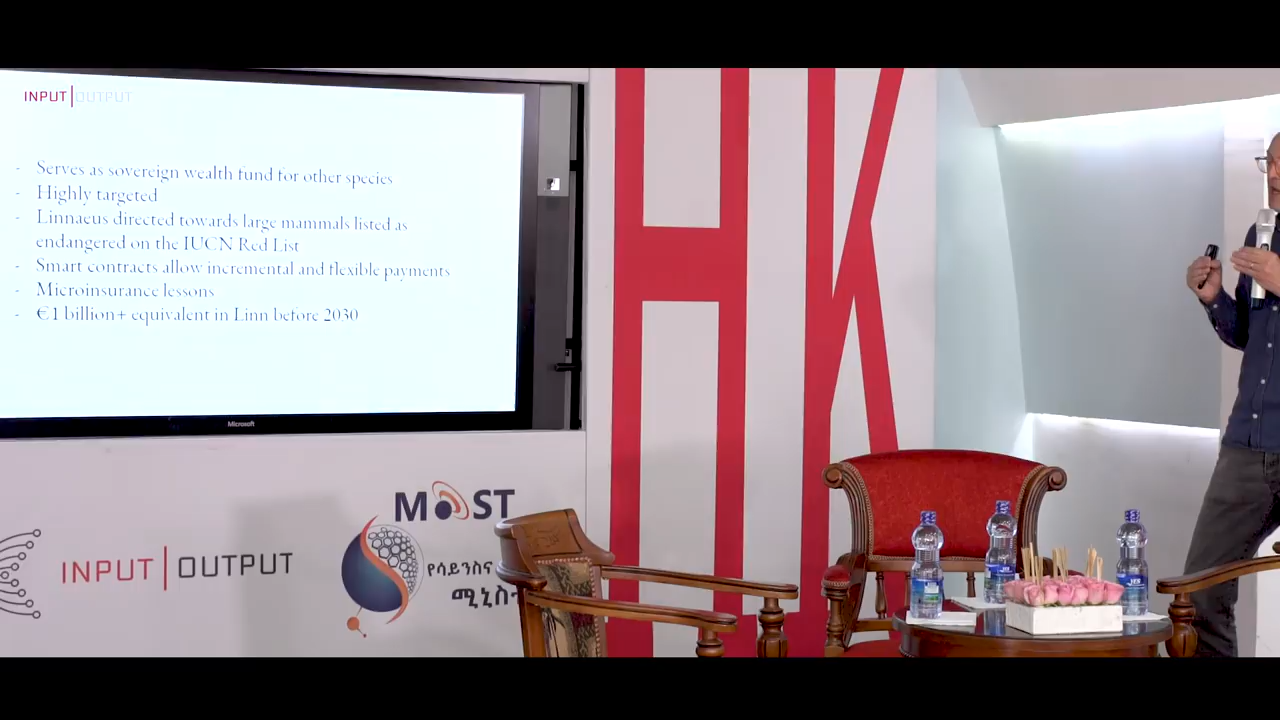 INPUT | OUTPUT
- Serves as sovereign wealth fund for other species
- Highly targeted
- Linnaeus directed towards large mammals listed as
endangered on the IUCN Red List
- Smart contracts allow incremental and flexible payments
- Microinsurance lessons
- €1 billion+ equivalent in Linn before 2030
Microsoft
HK
MOST
INPUT | OUTPUT
የሳይንስና
ሚኒስ